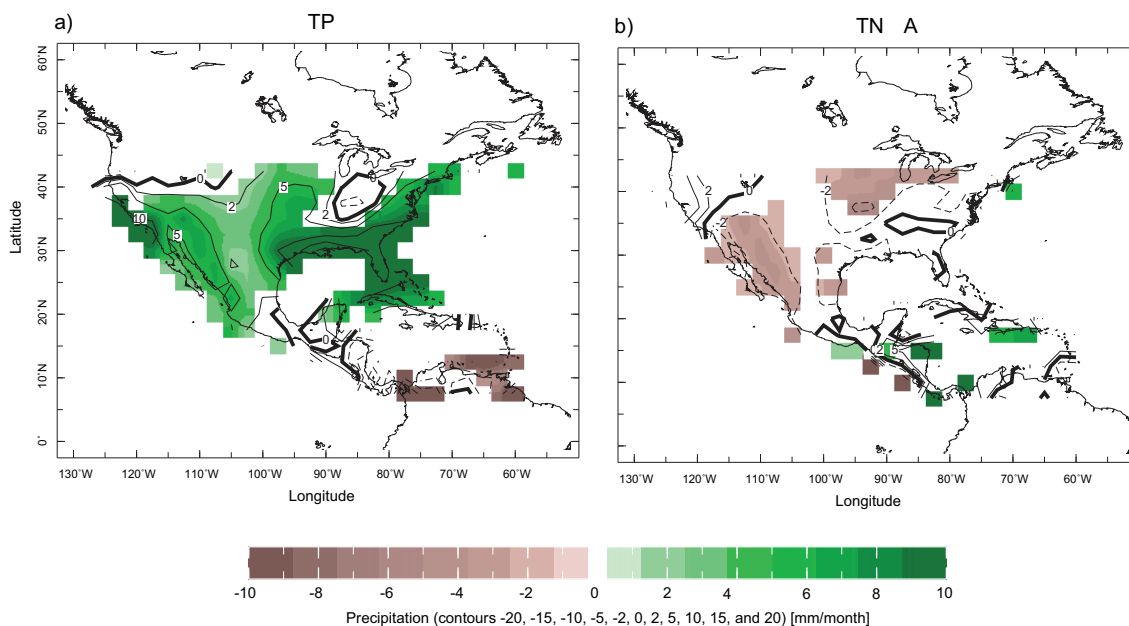 a) TP
b) TN A
60˚N
50˚N
40˚N
30˚N
20˚N
10˚N
0˚
Latitude
0
0
5
2
2
10
5
0
130˚W 120˚W 110˚W 100˚W 90˚W 80˚W 70˚W 60˚W
Longitude
2
0
-2
-2
0
2 5
130˚W 120˚W 110˚W 100˚W 90˚W 80˚W 70˚W 60˚W
Longitude
-10 -8 -6 -4 -2 0 2 4 6 8 10
Precipitation (contours -20, -15, -10, -5, -2, 0, 2, 5, 10, 15, and 20) [mm/month]